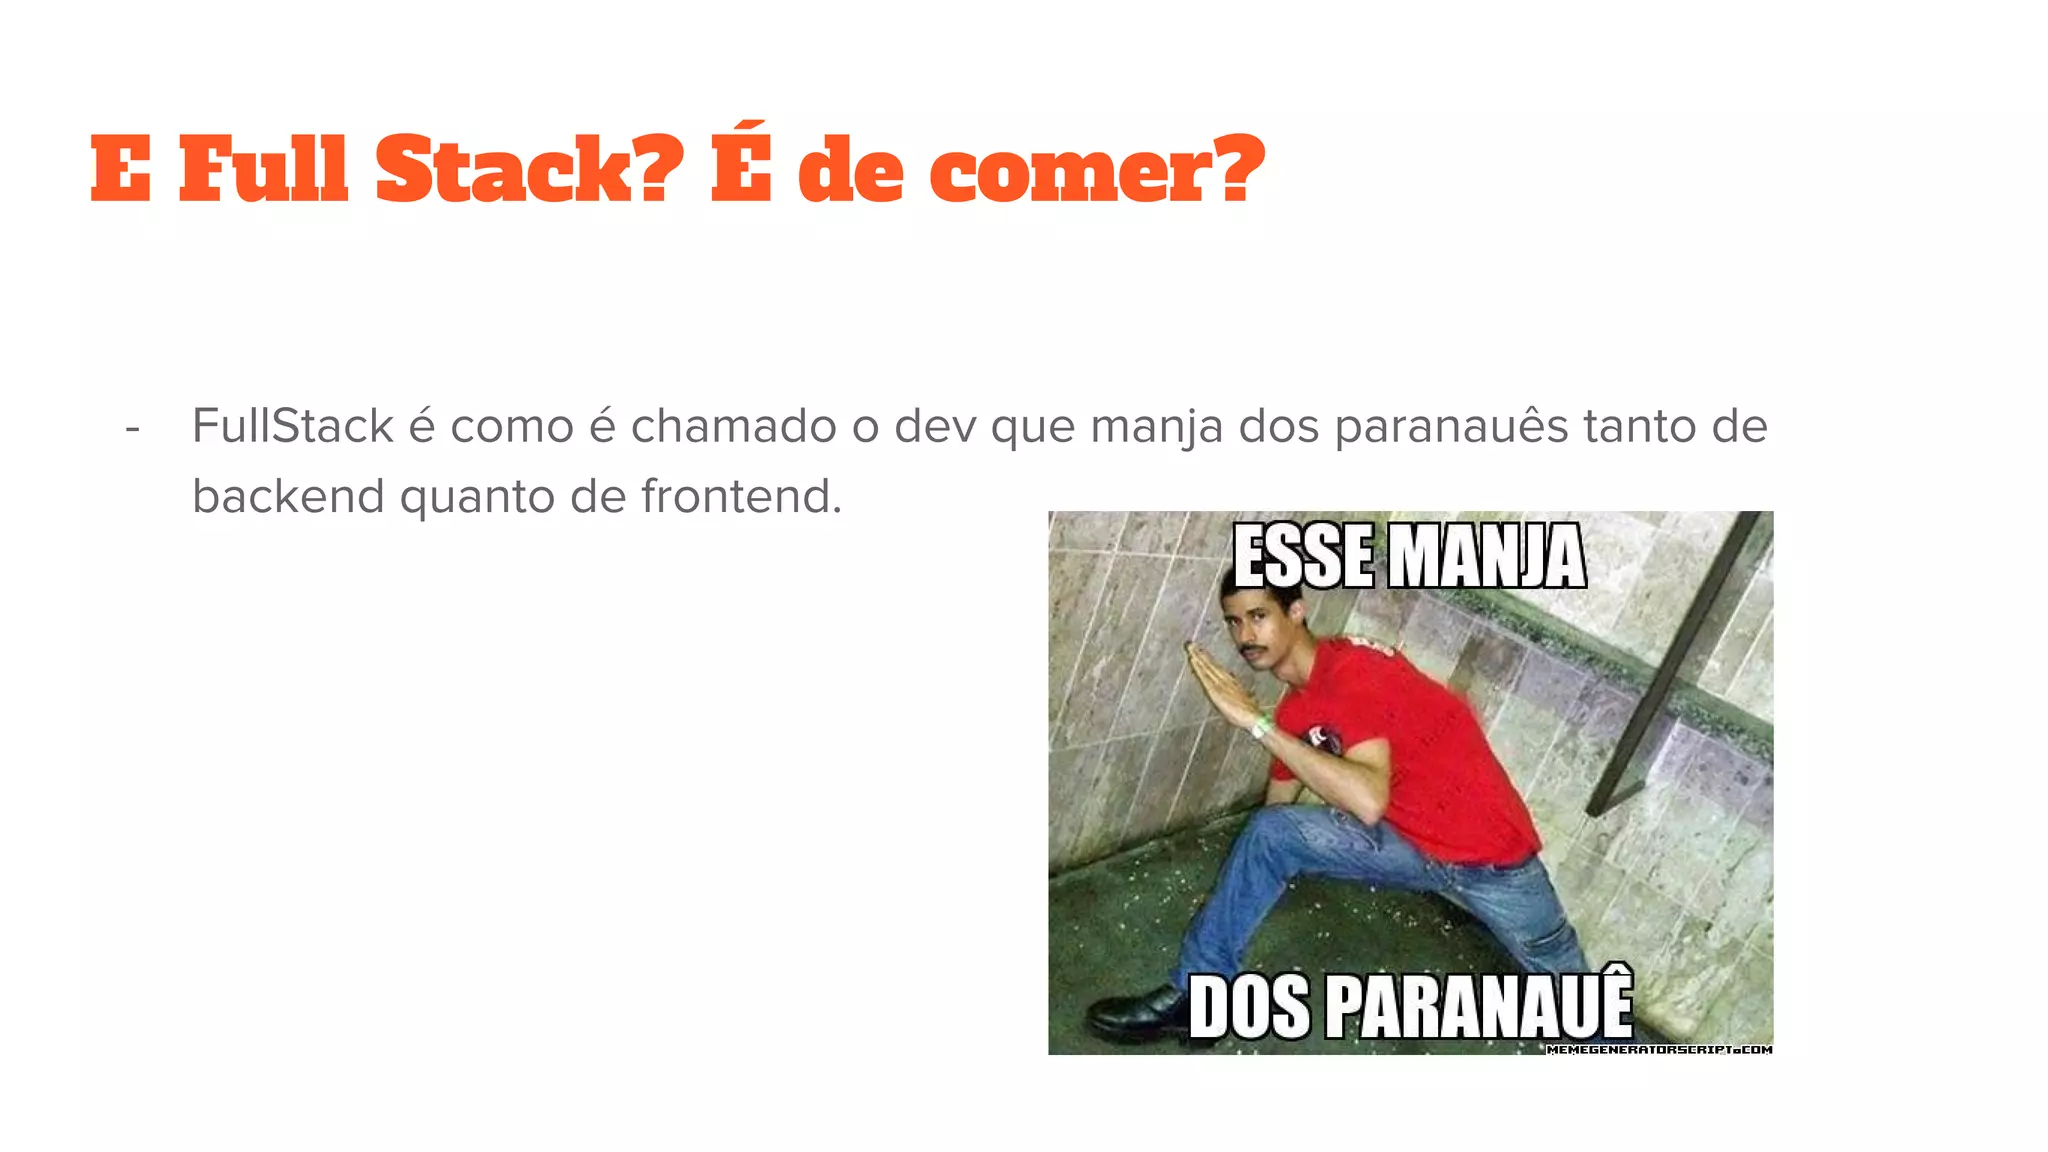 E Full Stack? É de comer?
- FullStack é como é chamado o dev que manja dos paranauês tanto de
backend quanto de frontend.
ESSE MANJA
DOS PARANAUÊ
MEMEGENERATORSCRIPT.COM